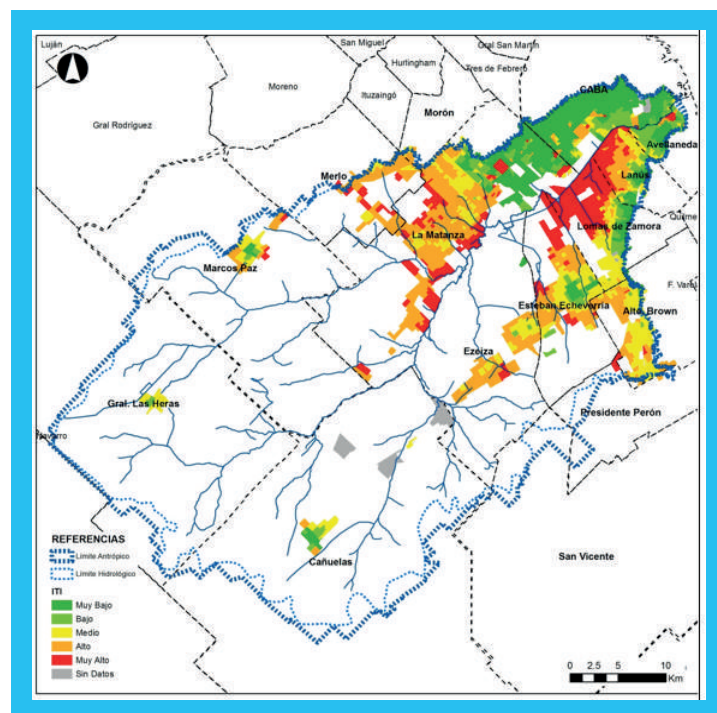 Luján
San Miguel
Gral San Martin
Hurlingham
Tres de Febrero
Moreno
Ituzaingó
CABA
Morón
Gral Rodríguez
Avellaneda
Merlo
Lanús
La Matanza
Lomas de Zamora
Marcos Paz
F. Varel
Esteban Echeverría
Alte. Brown
Ezeiza
Gral. Las Heras
Presidente Perón
Navarro
REFERENCIAS
Límite Antrópico
Límite Hidrológico
San Vicente
Cañuelas
ITI
Muy Bajo
Bajo
Medio
Alto
Muy Alto
Sin Datos
0 2.5 5 10
Km